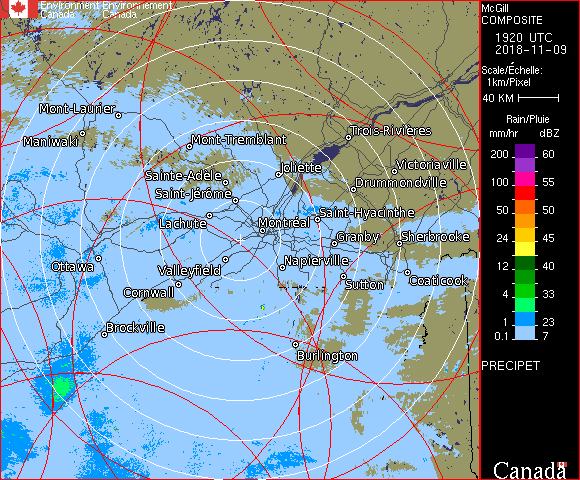 Environment Environnement
Canada Canada
McGill
COMPOSITE
1920 UTC
2018-11-09
Scale/Échelle:
1km/Pixel
40 KM
Rain/Pluie
mm/hr dBZ
200 60
100 55
50 50
24 45
12 40
4 33
1 23
0.1 7
PRECIPET
Mont-Laurier
Maniwaki
Mont-Tremblant
Trois-Rivières
Sainte-Adèle
Joliette
Victoriaville
Saint-Jérôme
Drummondville
Lachute
Montréal
Saint-Hyacinthe
Granby
Sherbrooke
Ottawa
Valleyfield
Napierville
Cornwall
Sutton
Coaticook
Brockville
Burlington
Canada